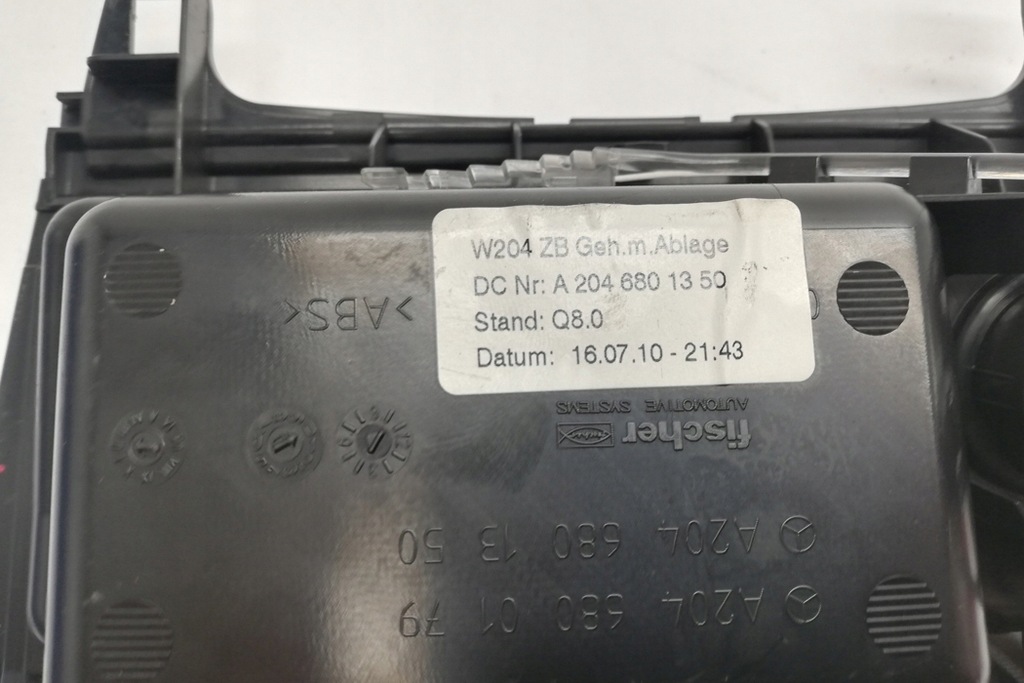 W204 ZB Geh.m.Ablage
DC Nr: A 204 680 13 50
Stand: Q8.0
Datum: 16.07.10 - 21:43
>ABS<
fischer
AUTOMOTIVE SYSTEMS
A204 680 13 50
A204 680 01 79